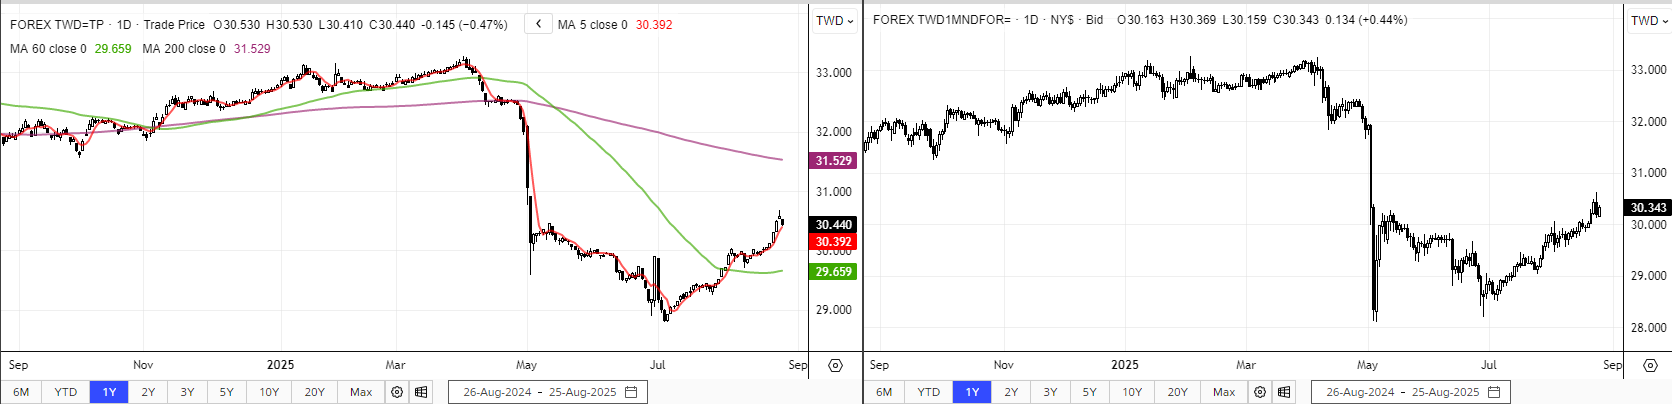 FOREX TWD=TP · 1D · Trade Price O30.530 H30.530 L30.410 C30.440 -0.145 (−0.47%) MA 5 close 0 30.392
MA 60 close 0 29.659 MA 200 close 0 31.529
TWD
33.000
32.000
31.529
31.000
30.440
30.392
30.000
29.659
29.000
Sep Nov 2025 Mar May Jul Sep
6M YTD 1Y 2Y 3Y 5Y 10Y 20Y Max 26-Aug-2024 - 25-Aug-2025
FOREX TWD1MNDFOR= · 1D · NY$ · Bid O30.163 H30.369 L30.159 C30.343 0.134 (+0.44%)
TWD
33.000
32.000
31.000
30.343
30.000
29.000
28.000
Sep Nov 2025 Mar May Jul Sep
6M YTD 1Y 2Y 3Y 5Y 10Y 20Y Max 26-Aug-2024 - 25-Aug-2025